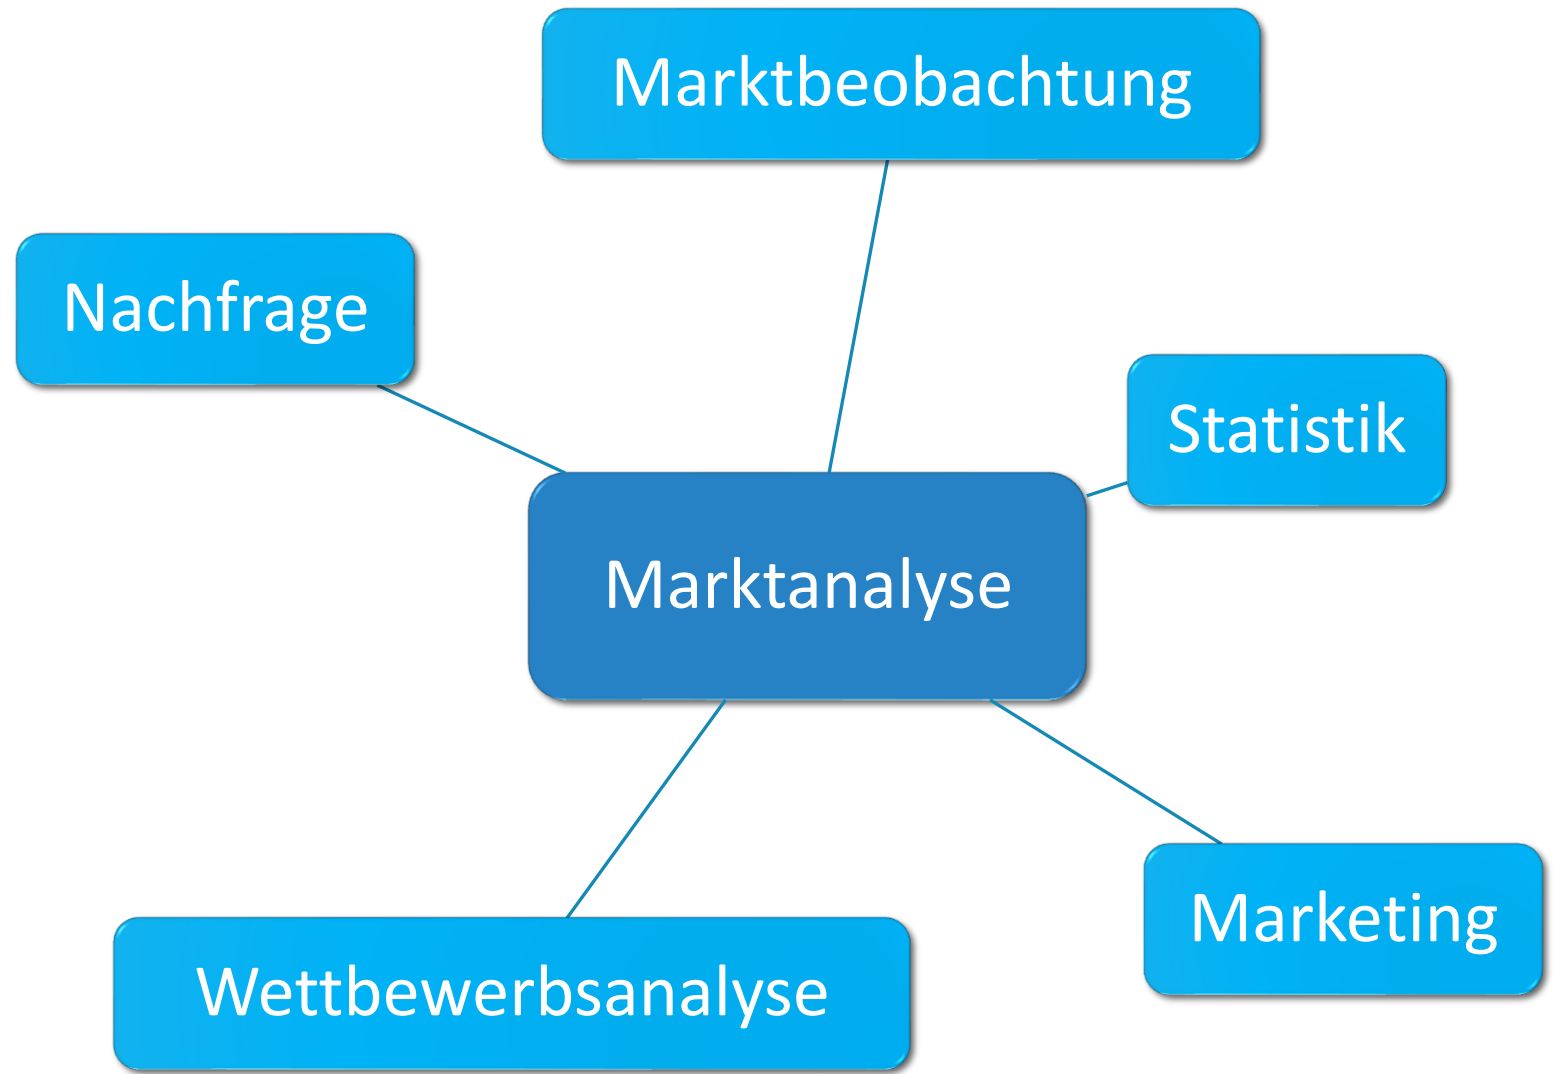 Marktbeobachtung
Nachfrage
Statistik
Marktanalyse
Marketing
Wettbewerbsanalyse